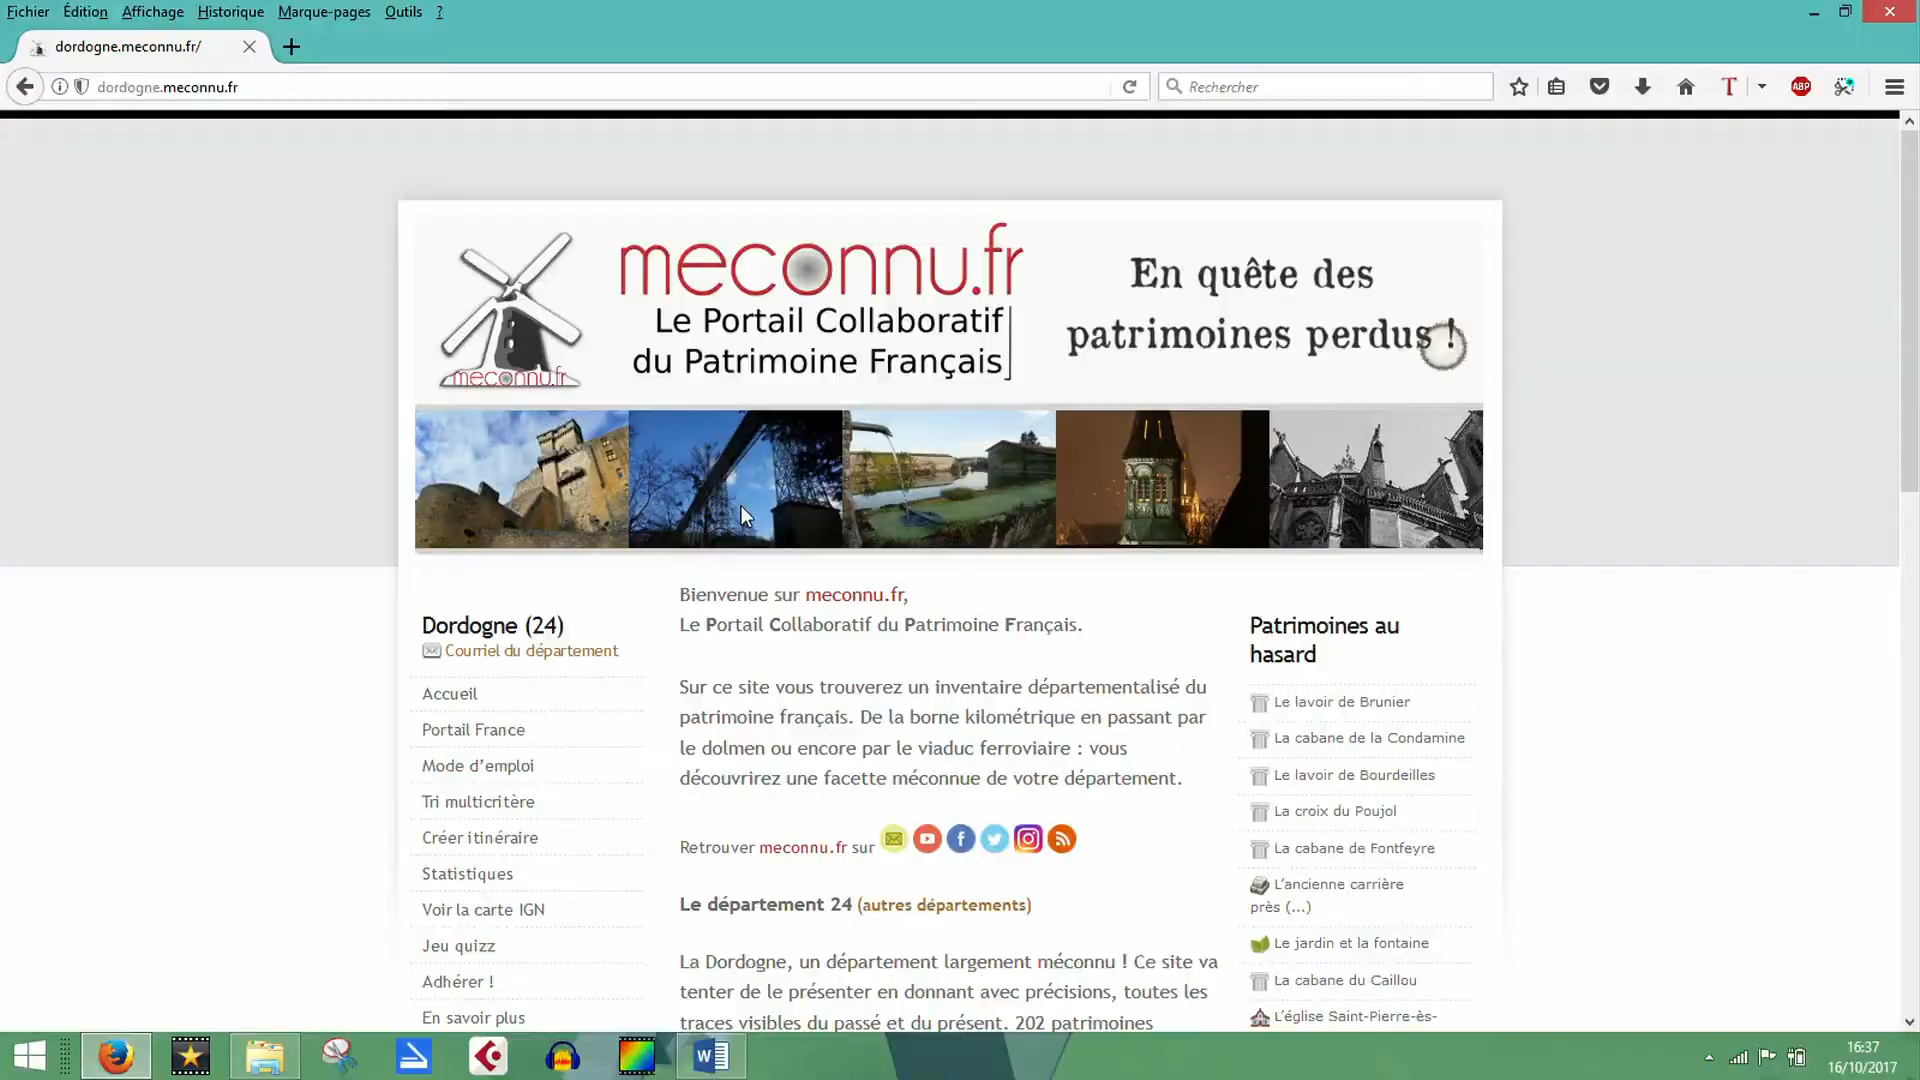 Fichier Édition Affichage Historique Marque-pages Outils ?
dordogne.meconnu.fr/
dordogne.meconnu.fr
Rechercher
T
ABP
meconnu.fr
meconnu.fr
Le Portail Collaboratif
du Patrimoine Français
En quête des
patrimoines perdus !
Dordogne (24)
Courriel du département
Accueil
Portail France
Mode d'emploi
Tri multicritère
Créer itinéraire
Statistiques
Voir la carte IGN
Jeu quizz
Adhérer !
En savoir plus
Bienvenue sur meconnu.fr,
Le Portail Collaboratif du Patrimoine Français.
Sur ce site vous trouverez un inventaire départementalisé du
patrimoine français. De la borne kilométrique en passant par
le dolmen ou encore par le viaduc ferroviaire : vous
découvrirez une facette méconnue de votre département.
Retrouver meconnu.fr sur
Le département 24 (autres départements)
La Dordogne, un département largement méconnu ! Ce site va
tenter de le présenter en donnant avec précisions, toutes les
traces visibles du passé et du présent. 202 patrimoines
Patrimoines au
hasard
Le lavoir de Brunier
La cabane de la Condamine
Le lavoir de Bourdeilles
La croix du Poujol
La cabane de Fontfeyre
L'ancienne carrière
près (...)
Le jardin et la fontaine
La cabane du Caillou
L'église Saint-Pierre-ès-
16:37
16/10/2017